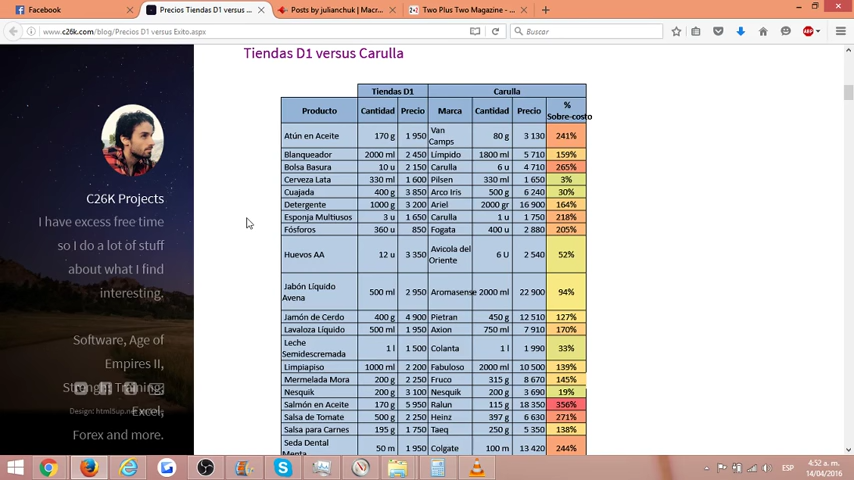 Facebook
Precios Tiendas D1 versus ...
Posts by julianchuk | Macr...
Two Plus Two Magazine - ...
www.c26k.com/blog/Precios D1 versus Exito.aspx
Buscar
Tiendas D1 versus Carulla
C26K Projects
I have excess free time
so I do a lot of stuff
about what I find
interesting.
Software, Age of
Empires II,
Strenght Training,
Design: html5up.net
Excel,
Forex and more.
Tiendas D1 Carulla
Producto Cantidad Precio Marca Cantidad Precio % Sobre-costo
Atún en Aceite 170 g 1 950 Van Camps 80 g 3 130 241%
Blanqueador 2000 ml 2 450 Límpido 1800 ml 5 710 159%
Bolsa Basura 10 u 2 150 Carulla 6 u 4 710 265%
Cerveza Lata 330 ml 1 600 Pilsen 330 ml 1 650 3%
Cuajada 400 g 3 850 Arco Iris 500 g 6 240 30%
Detergente 1000 g 3 200 Ariel 2000 gr 16 900 164%
Esponja Multiusos 3 u 1 650 Carulla 1 u 1 750 218%
Fósforos 360 u 850 Fogata 400 u 2 880 205%
Huevos AA 12 u 3 350 Avicola del Oriente 6 U 2 540 52%
Jabón Líquido Avena 500 ml 2 950 Aromasense 2000 ml 22 900 94%
Jamón de Cerdo 400 g 4 900 Pietran 450 g 12 510 127%
Lavaloza Líquido 500 ml 1 950 Axion 750 ml 7 910 170%
Leche Semidescremada 1 l 1 500 Colanta 1 l 1 990 33%
Limpiapiso 1000 ml 2 200 Fabuloso 2000 ml 10 500 139%
Mermelada Mora 200 g 2 250 Fruco 315 g 8 670 145%
Nesquik 200 g 3 100 Nesquik 200 g 3 690 19%
Salmón en Aceite 170 g 5 950 Ralun 115 g 18 350 356%
Salsa de Tomate 500 g 2 250 Heinz 397 g 6 630 271%
Salsa para Carnes 195 g 1 750 Taeq 250 g 5 350 138%
Seda Dental Menta 50 m 1 950 Colgate 100 m 13 420 244%
ESP
4:52 a. m.
14/04/2016